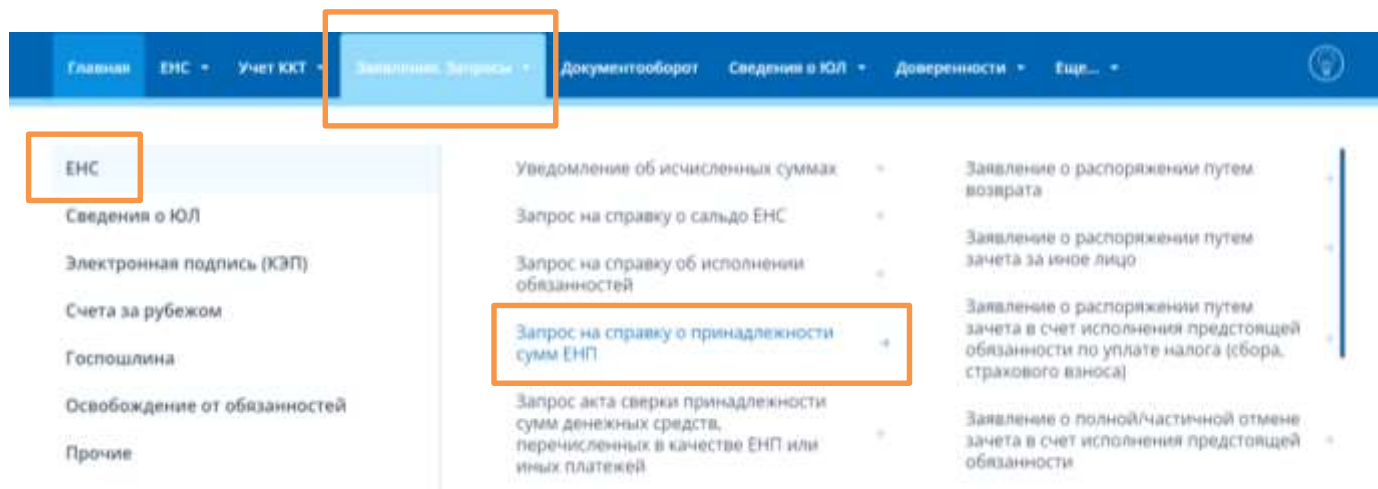 Главная ЕНС Учет ККТ Заявления. Запросы Документооборот Сведения о ЮЛ Доверенности Еще...
ЕНС
Сведения о ЮЛ
Электронная подпись (КЭП)
Счета за рубежом
Госпошлина
Освобождение от обязанностей
Прочие
Уведомление об исчисленных суммах
Запрос на справку о сальдо ЕНС
Запрос на справку об исполнении
обязанностей
Запрос на справку о принадлежности
сумм ЕНП
Запрос акта сверки принадлежности
сумм денежных средств,
перечисленных в качестве ЕНП или
иных платежей
Заявление о распоряжении путем
возврата
Заявление о распоряжении путем
зачета за иное лицо
Заявление о распоряжении путем
зачета в счет исполнения предстоящей
обязанности по уплате налога (сбора,
страхового взноса)
Заявление о полной/частичной отмене
зачета в счет исполнения предстоящей
обязанности